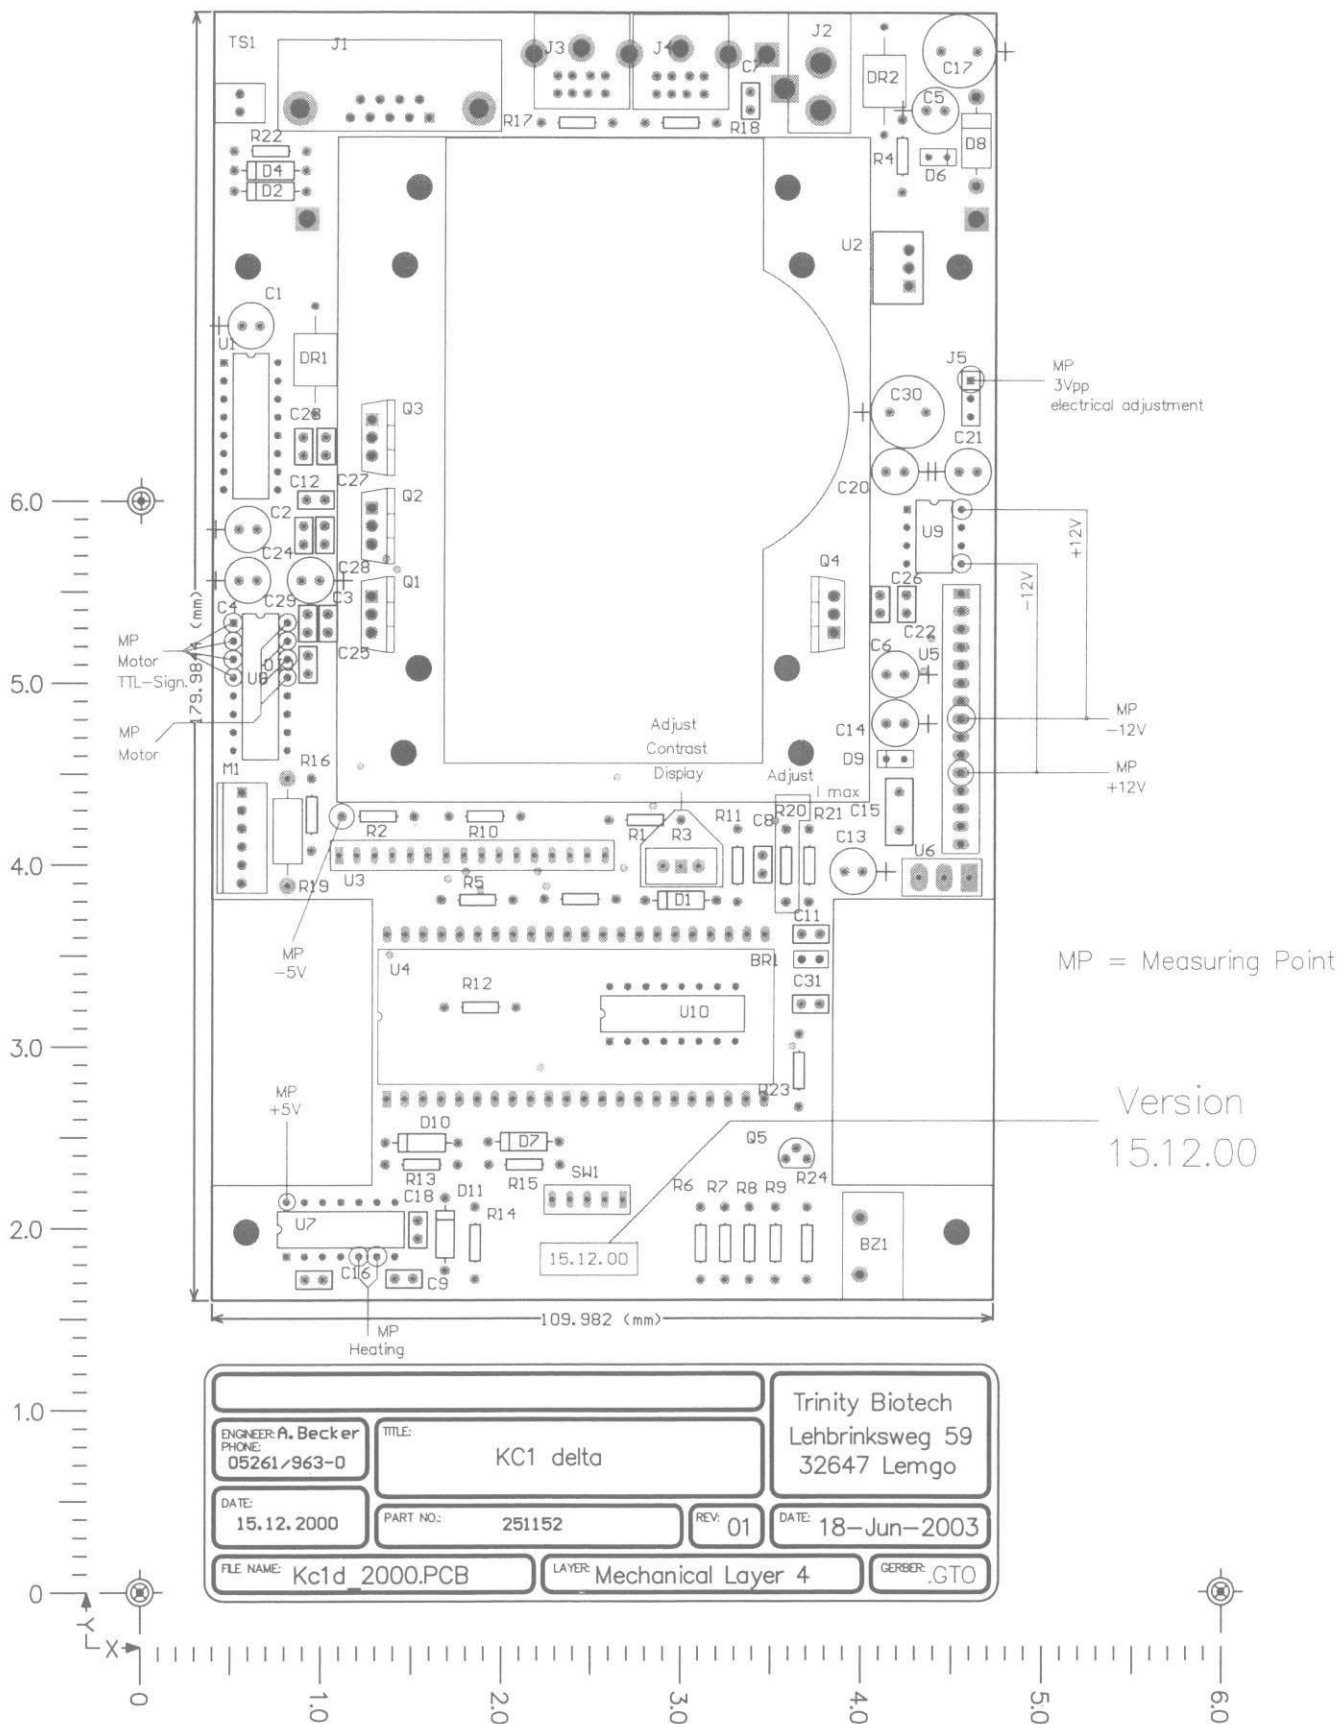 TS1
J1
J3
J4
C7
J2
DR2
C17
C5
R17
R18
R22
D4
D2
R4
D6
D8
U2
C1
U1
DR1
J5
MP
3Vpp
electrical adjustment
C30
Q3
C23
C21
C27
C20
C12
Q2
6.0
C2
U9
+12V
C24
C28
Q1
Q4
C26
-12V
C4
C29
C3
C22
MP
Motor
TTL-Sign.
C25
C6
U5
U8
5.0
179.984 (mm)
MP
Motor
Adjust
Contrast
Display
C14
MP
-12V
M1
R16
D9
Adjust
I max
MP
+12V
C15
R2
R10
R1
R3
R11
C8
R20
R21
C13
U6
4.0
R19
U3
R5
D1
C11
MP
-5V
U4
BR1
MP = Measuring Point
R12
U10
C31
3.0
R23
MP
+5V
Version
15.12.00
D10
D7
Q5
R13
R15
SW1
R24
C18
D11
R14
R6
R7
R8
R9
U7
2.0
15.12.00
BZ1
C16
C9
109.982 (mm)
MP
Heating
Trinity Biotech
Lehbrinksweg 59
32647 Lemgo
1.0
ENGINEER: A. Becker
PHONE:
05261/963-0
TITLE:
KC1 delta
DATE:
15.12.2000
PART NO.: 251152
REV: 01
DATE: 18-Jun-2003
FILE NAME: Kc1d_2000.PCB
LAYER: Mechanical Layer 4
GERBER: .GTO
0
Y
X
0
1.0
2.0
3.0
4.0
5.0
6.0